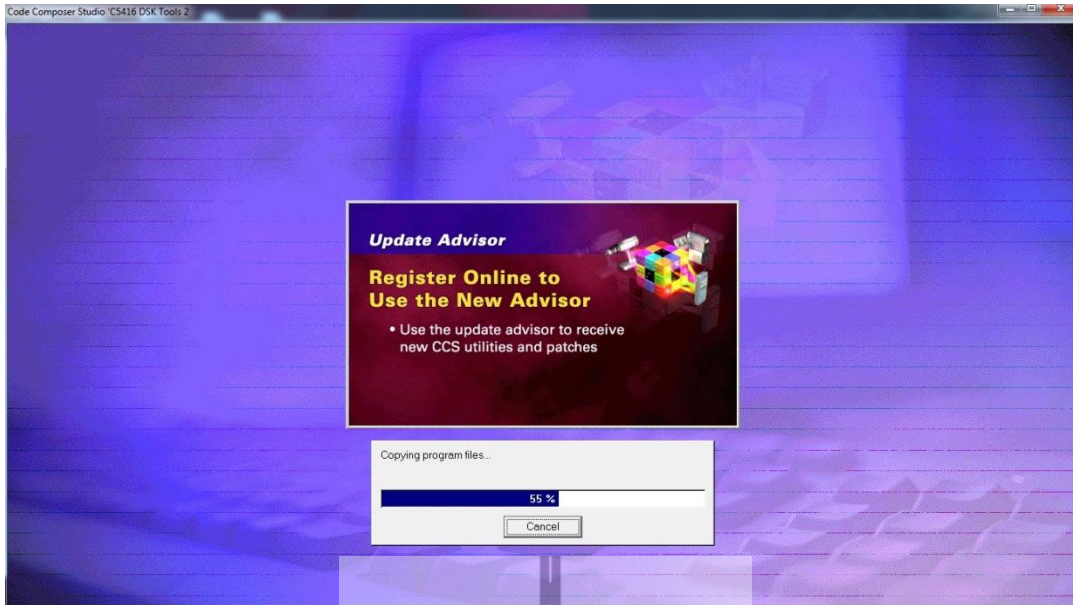 Code Composer Studio 'C5416 DSK Tools 2
Update Advisor
Register Online to
Use the New Advisor
• Use the update advisor to receive
new CCS utilities and patches
Copying program files...
55 %
Cancel